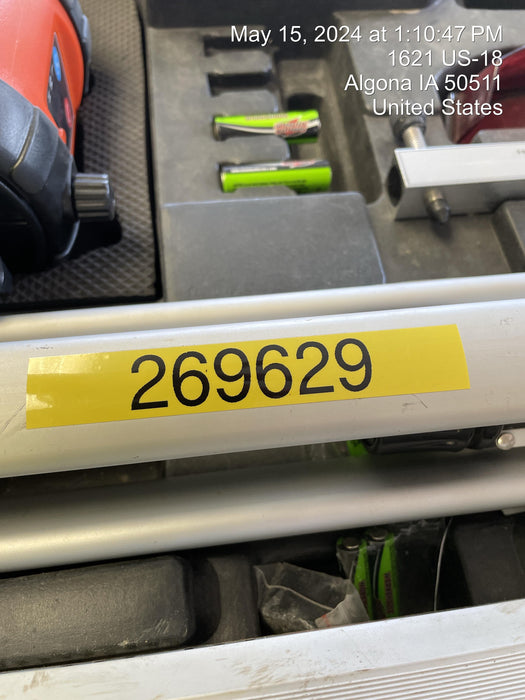 May 15, 2024 at 1:10:47 PM
1621 US-18
Algona IA 50511
United States
269629